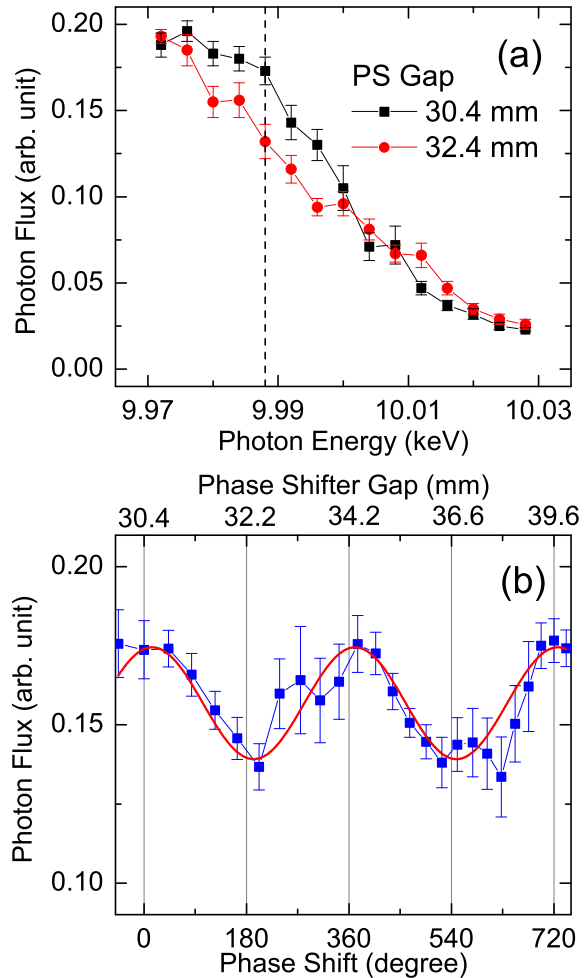 0.20
(a)
PS Gap
0.15
30.4 mm
32.4 mm
0.10
0.05
0.00
Photon Flux (arb. unit)
9.97 9.99 10.01 10.03
Photon Energy (keV)
Phase Shifter Gap (mm)
30.4 32.2 34.2 36.6 39.6
0.20
(b)
0.15
0.10
Photon Flux (arb. unit)
0 180 360 540 720
Phase Shift (degree)